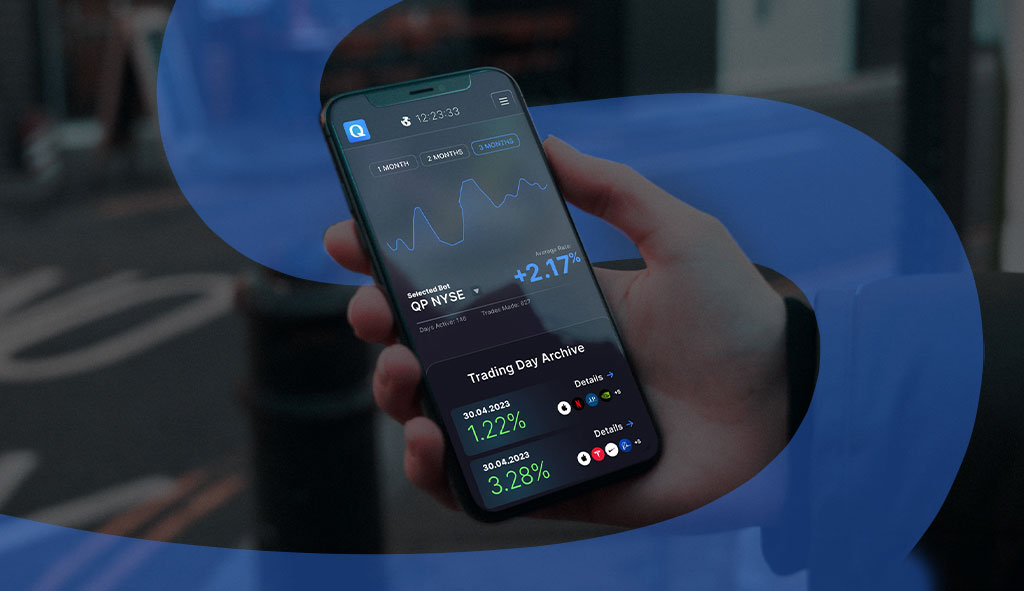 Q
12:23:33
1 MONTH
2 MONTHS
3 MONTHS
Average Rate:
+2.17%
Selected Bot
QP NYSE
Days Active: 146
Trades Made: 827
Trading Day Archive
30.04.2023
Details →
1.22%
+5
30.04.2023
Details →
3.28%
+5